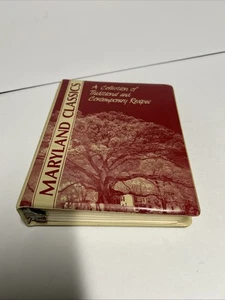 MARYLAND CLASSICS
A Collection of
Traditional and
Contemporary Recipes